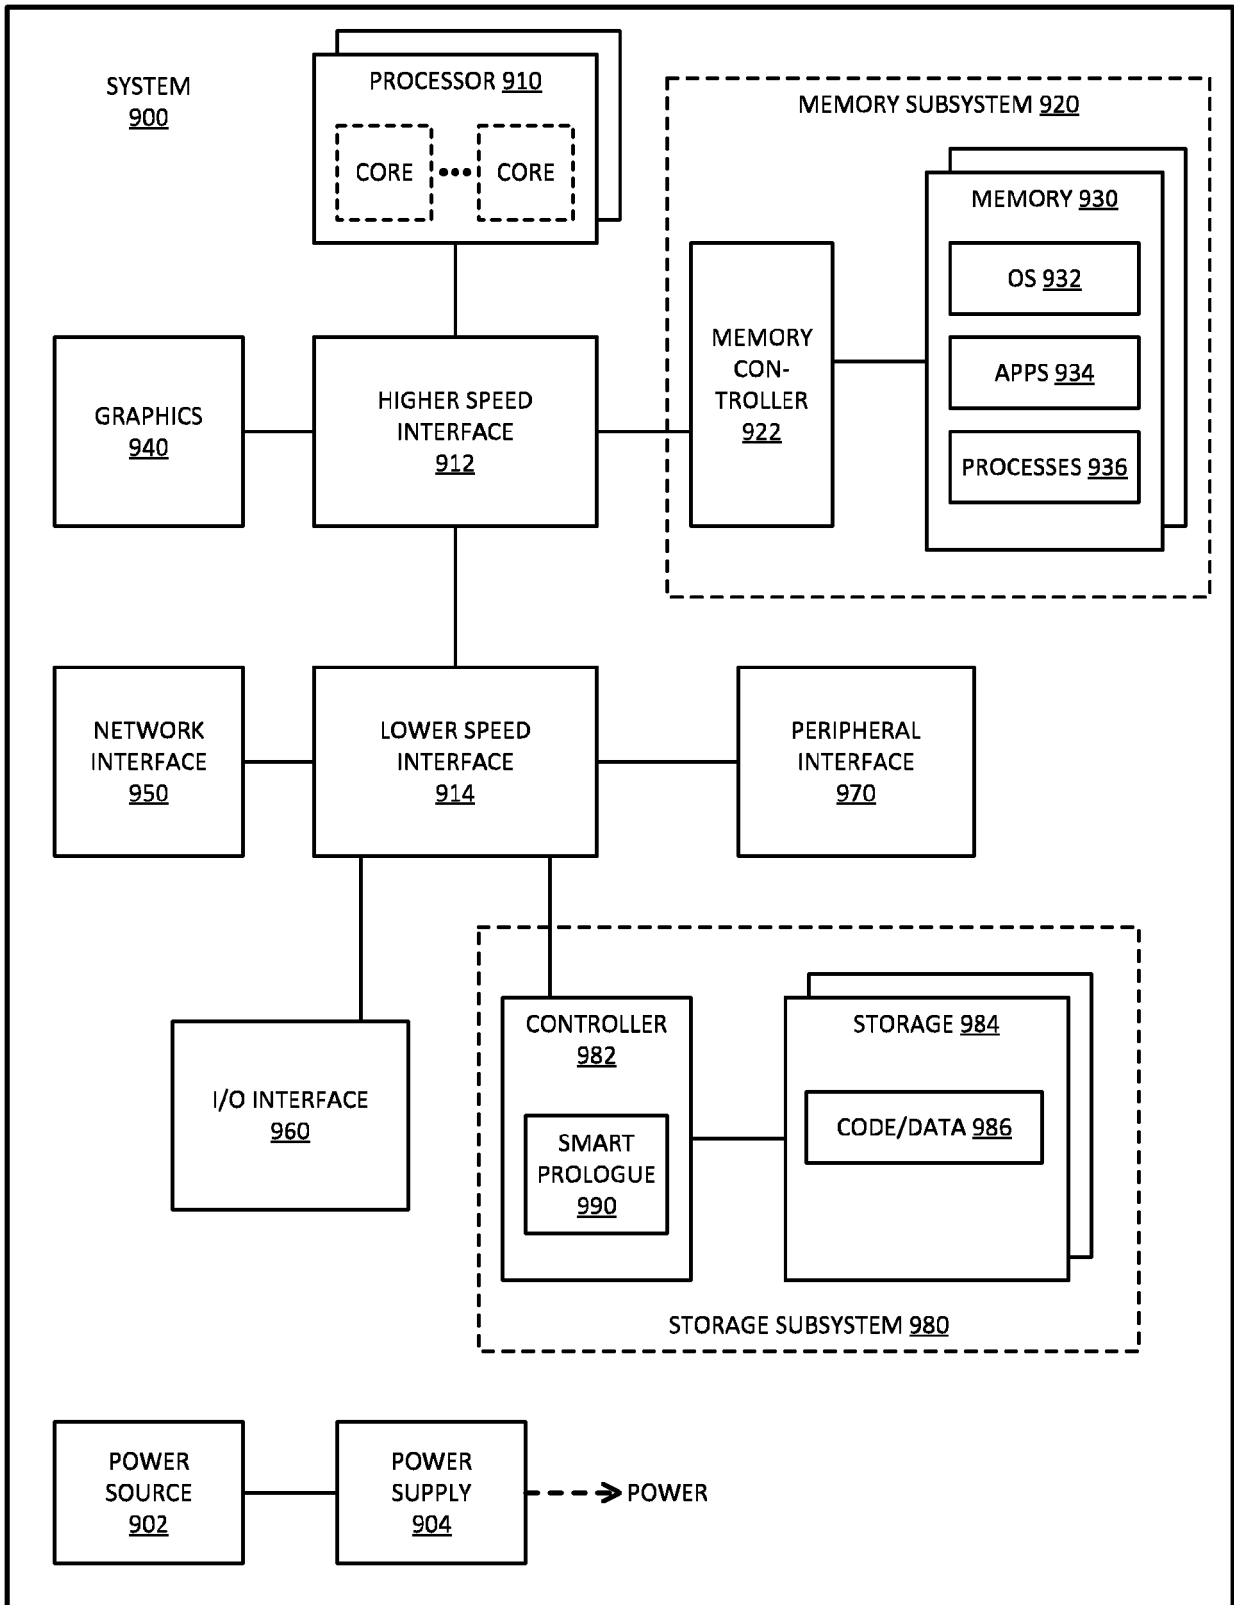 SYSTEM
900
PROCESSOR 910
CORE ••• CORE
MEMORY SUBSYSTEM 920
MEMORY 930
OS 932
APPS 934
PROCESSES 936
MEMORY
CON-
TROLLER
922
GRAPHICS
940
HIGHER SPEED
INTERFACE
912
NETWORK
INTERFACE
950
LOWER SPEED
INTERFACE
914
PERIPHERAL
INTERFACE
970
I/O INTERFACE
960
CONTROLLER
982
SMART
PROLOGUE
990
STORAGE 984
CODE/DATA 986
STORAGE SUBSYSTEM 980
POWER
SOURCE
902
POWER
SUPPLY
904
POWER